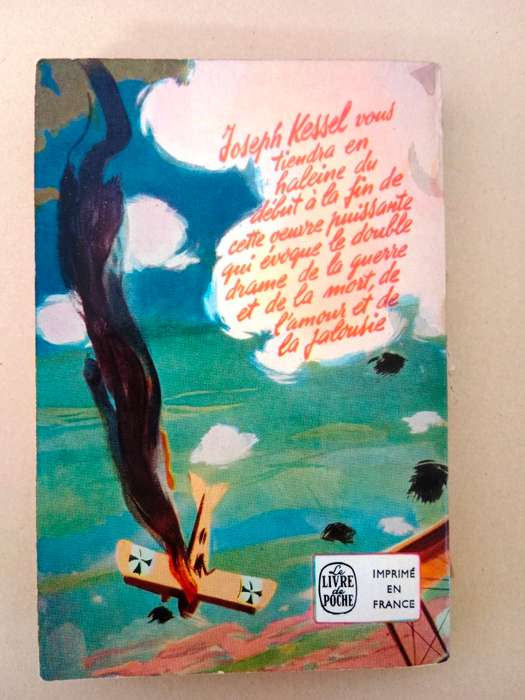 Joseph Kessel vous
tiendra en
haleine du
début à la fin de
cette oeuvre puissante
qui évoque le double
drame de la guerre
et de la mort, de
l'amour et de
la jalousie
Le
LIVRE
de
POCHE
IMPRIMÉ
EN
FRANCE